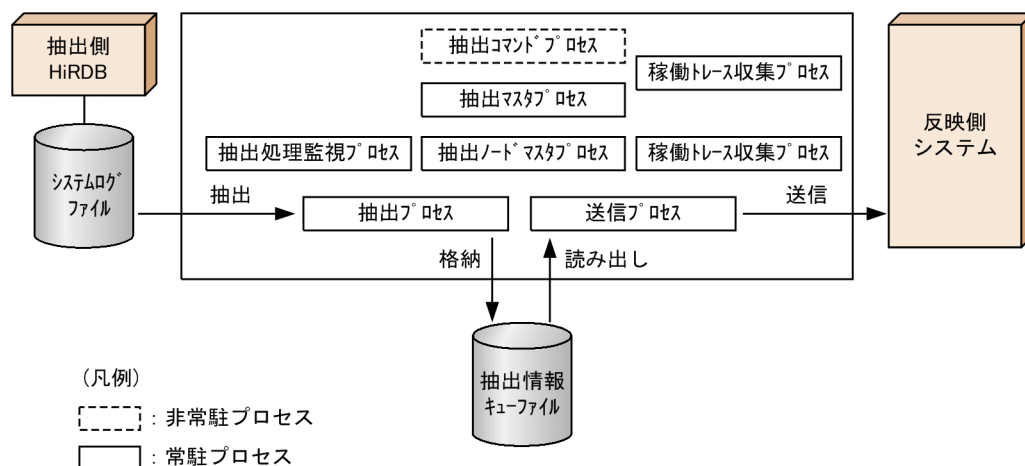 抽出側
HiRDB
システムログ
ファイル
抽出コマンドプロセス
稼働トレース収集プロセス
抽出マスタプロセス
抽出処理監視プロセス
抽出ノードマスタプロセス
稼働トレース収集プロセス
抽出
抽出プロセス
送信プロセス
送信
反映側
システム
格納
読み出し
抽出情報
キューファイル
(凡例)
：非常駐プロセス
：常駐プロセス